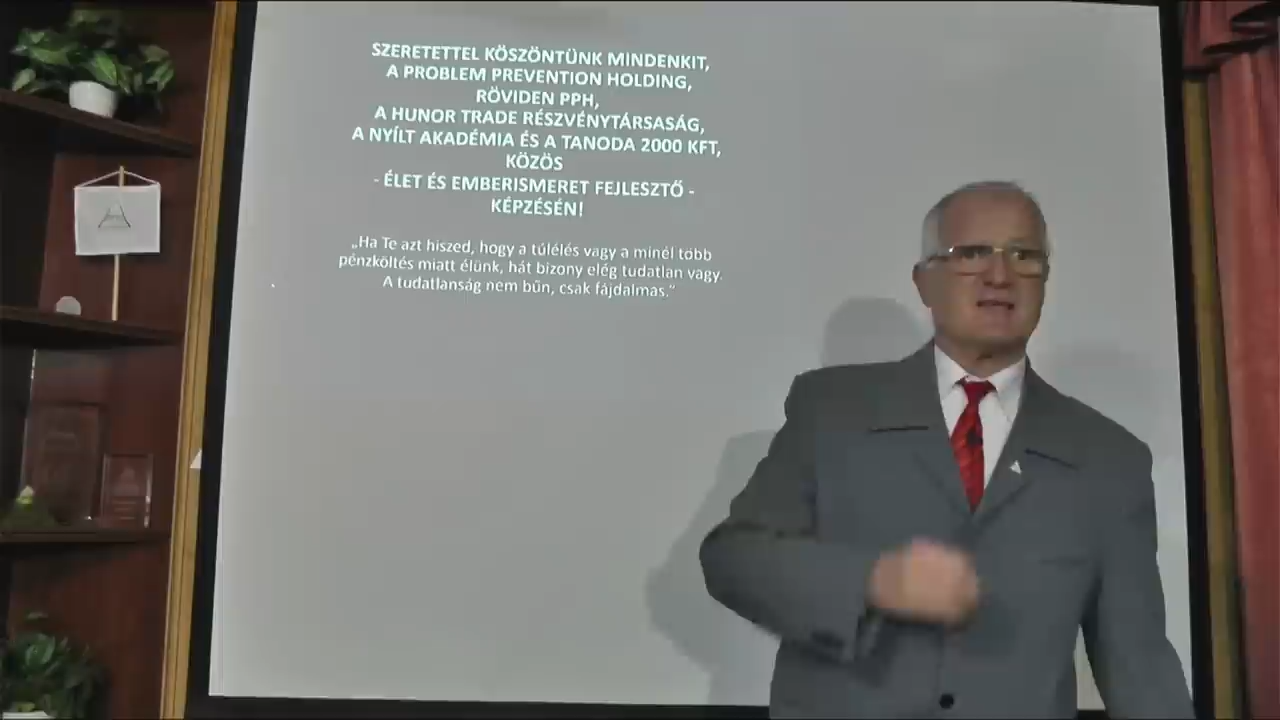 SZERETETTEL KÖSZÖNTÜNK MINDENKIT,
A PROBLEM PREVENTION HOLDING,
RÖVIDEN PPH,
A HUNOR TRADE RÉSZVÉNYTÁRSASÁG,
A NYÍLT AKADÉMIA ÉS A TANODA 2000 KFT,
KÖZÖS
- ÉLET ÉS EMBERISMERET FEJLESZTŐ -
KÉPZÉSÉN!
„Ha Te azt hiszed, hogy a túlélés vagy a minél több
pénzköltés miatt élünk, hát bizony elég tudatlan vagy.
A tudatlanság nem bűn, csak fájdalmas.”